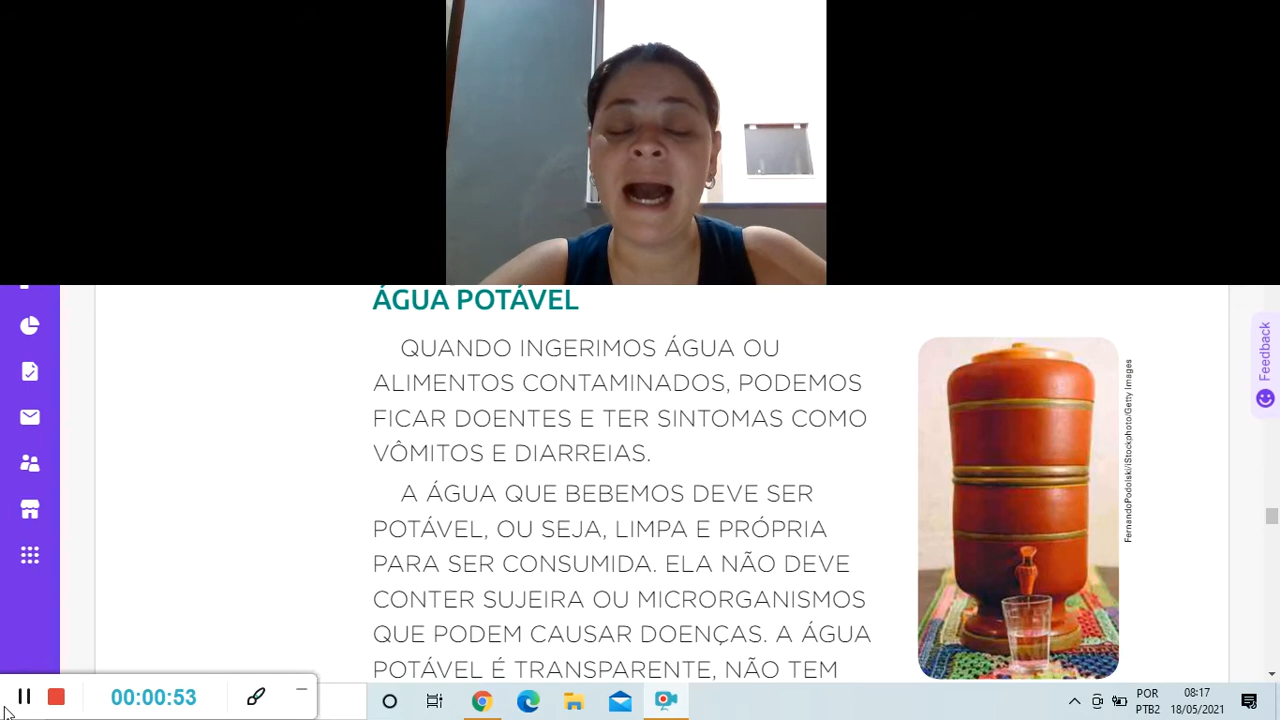 ÁGUA POTÁVEL
QUANDO INGERIMOS ÁGUA OU
ALIMENTOS CONTAMINADOS, PODEMOS
FICAR DOENTES E TER SINTOMAS COMO
VÔMITOS E DIARREIAS.
A ÁGUA QUE BEBEMOS DEVE SER
POTÁVEL, OU SEJA, LIMPA E PRÓPRIA
PARA SER CONSUMIDA. ELA NÃO DEVE
CONTER SUJEIRA OU MICRORGANISMOS
QUE PODEM CAUSAR DOENÇAS. A ÁGUA
POTÁVEL É TRANSPARENTE, NÃO TEM
FernandoPodolski/iStockphoto/Getty Images
Feedback
00:00:53
POR
PTB2
08:17
18/05/2021